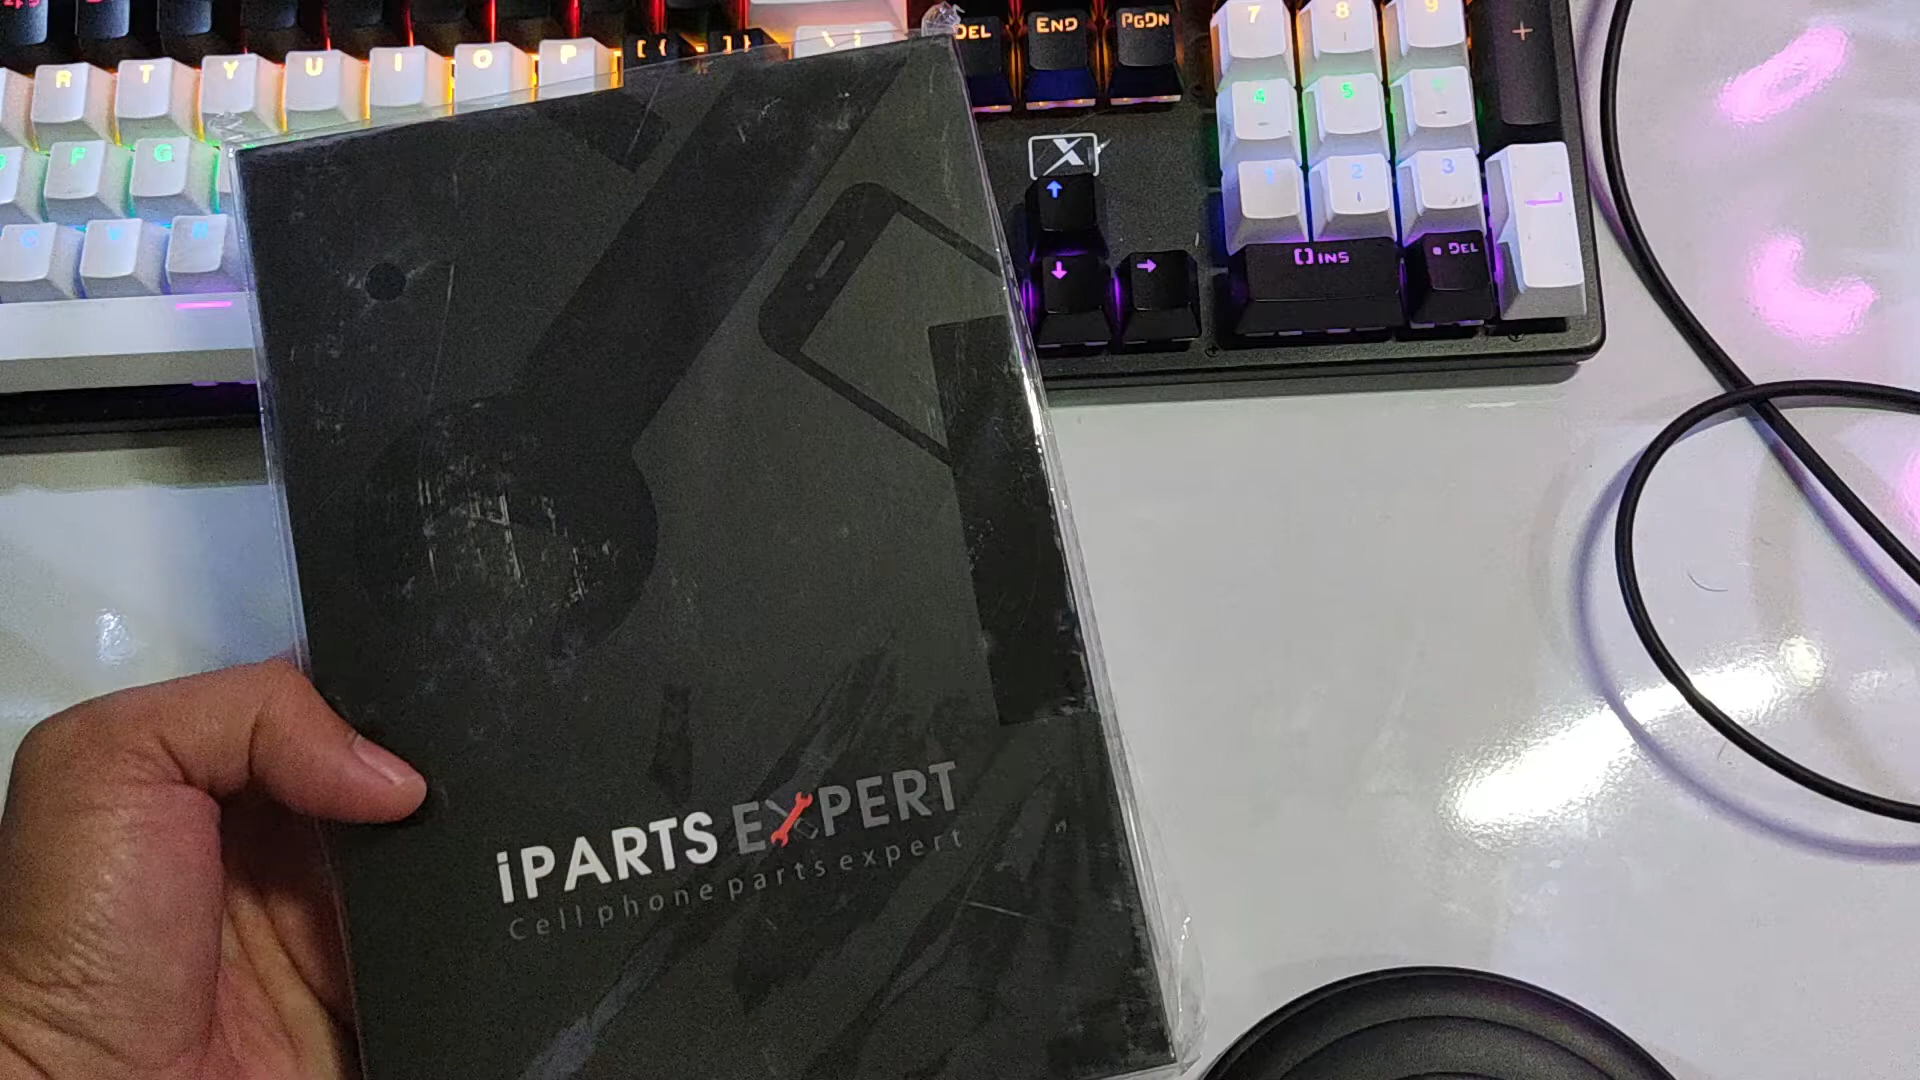 R T Y U I O P [ { ] } \ |
DEL END PGDN
7 8 9 +
F G
4 5
1 2 3
[] INS
DEL
iPARTS EXPERT
Cell phone parts expert